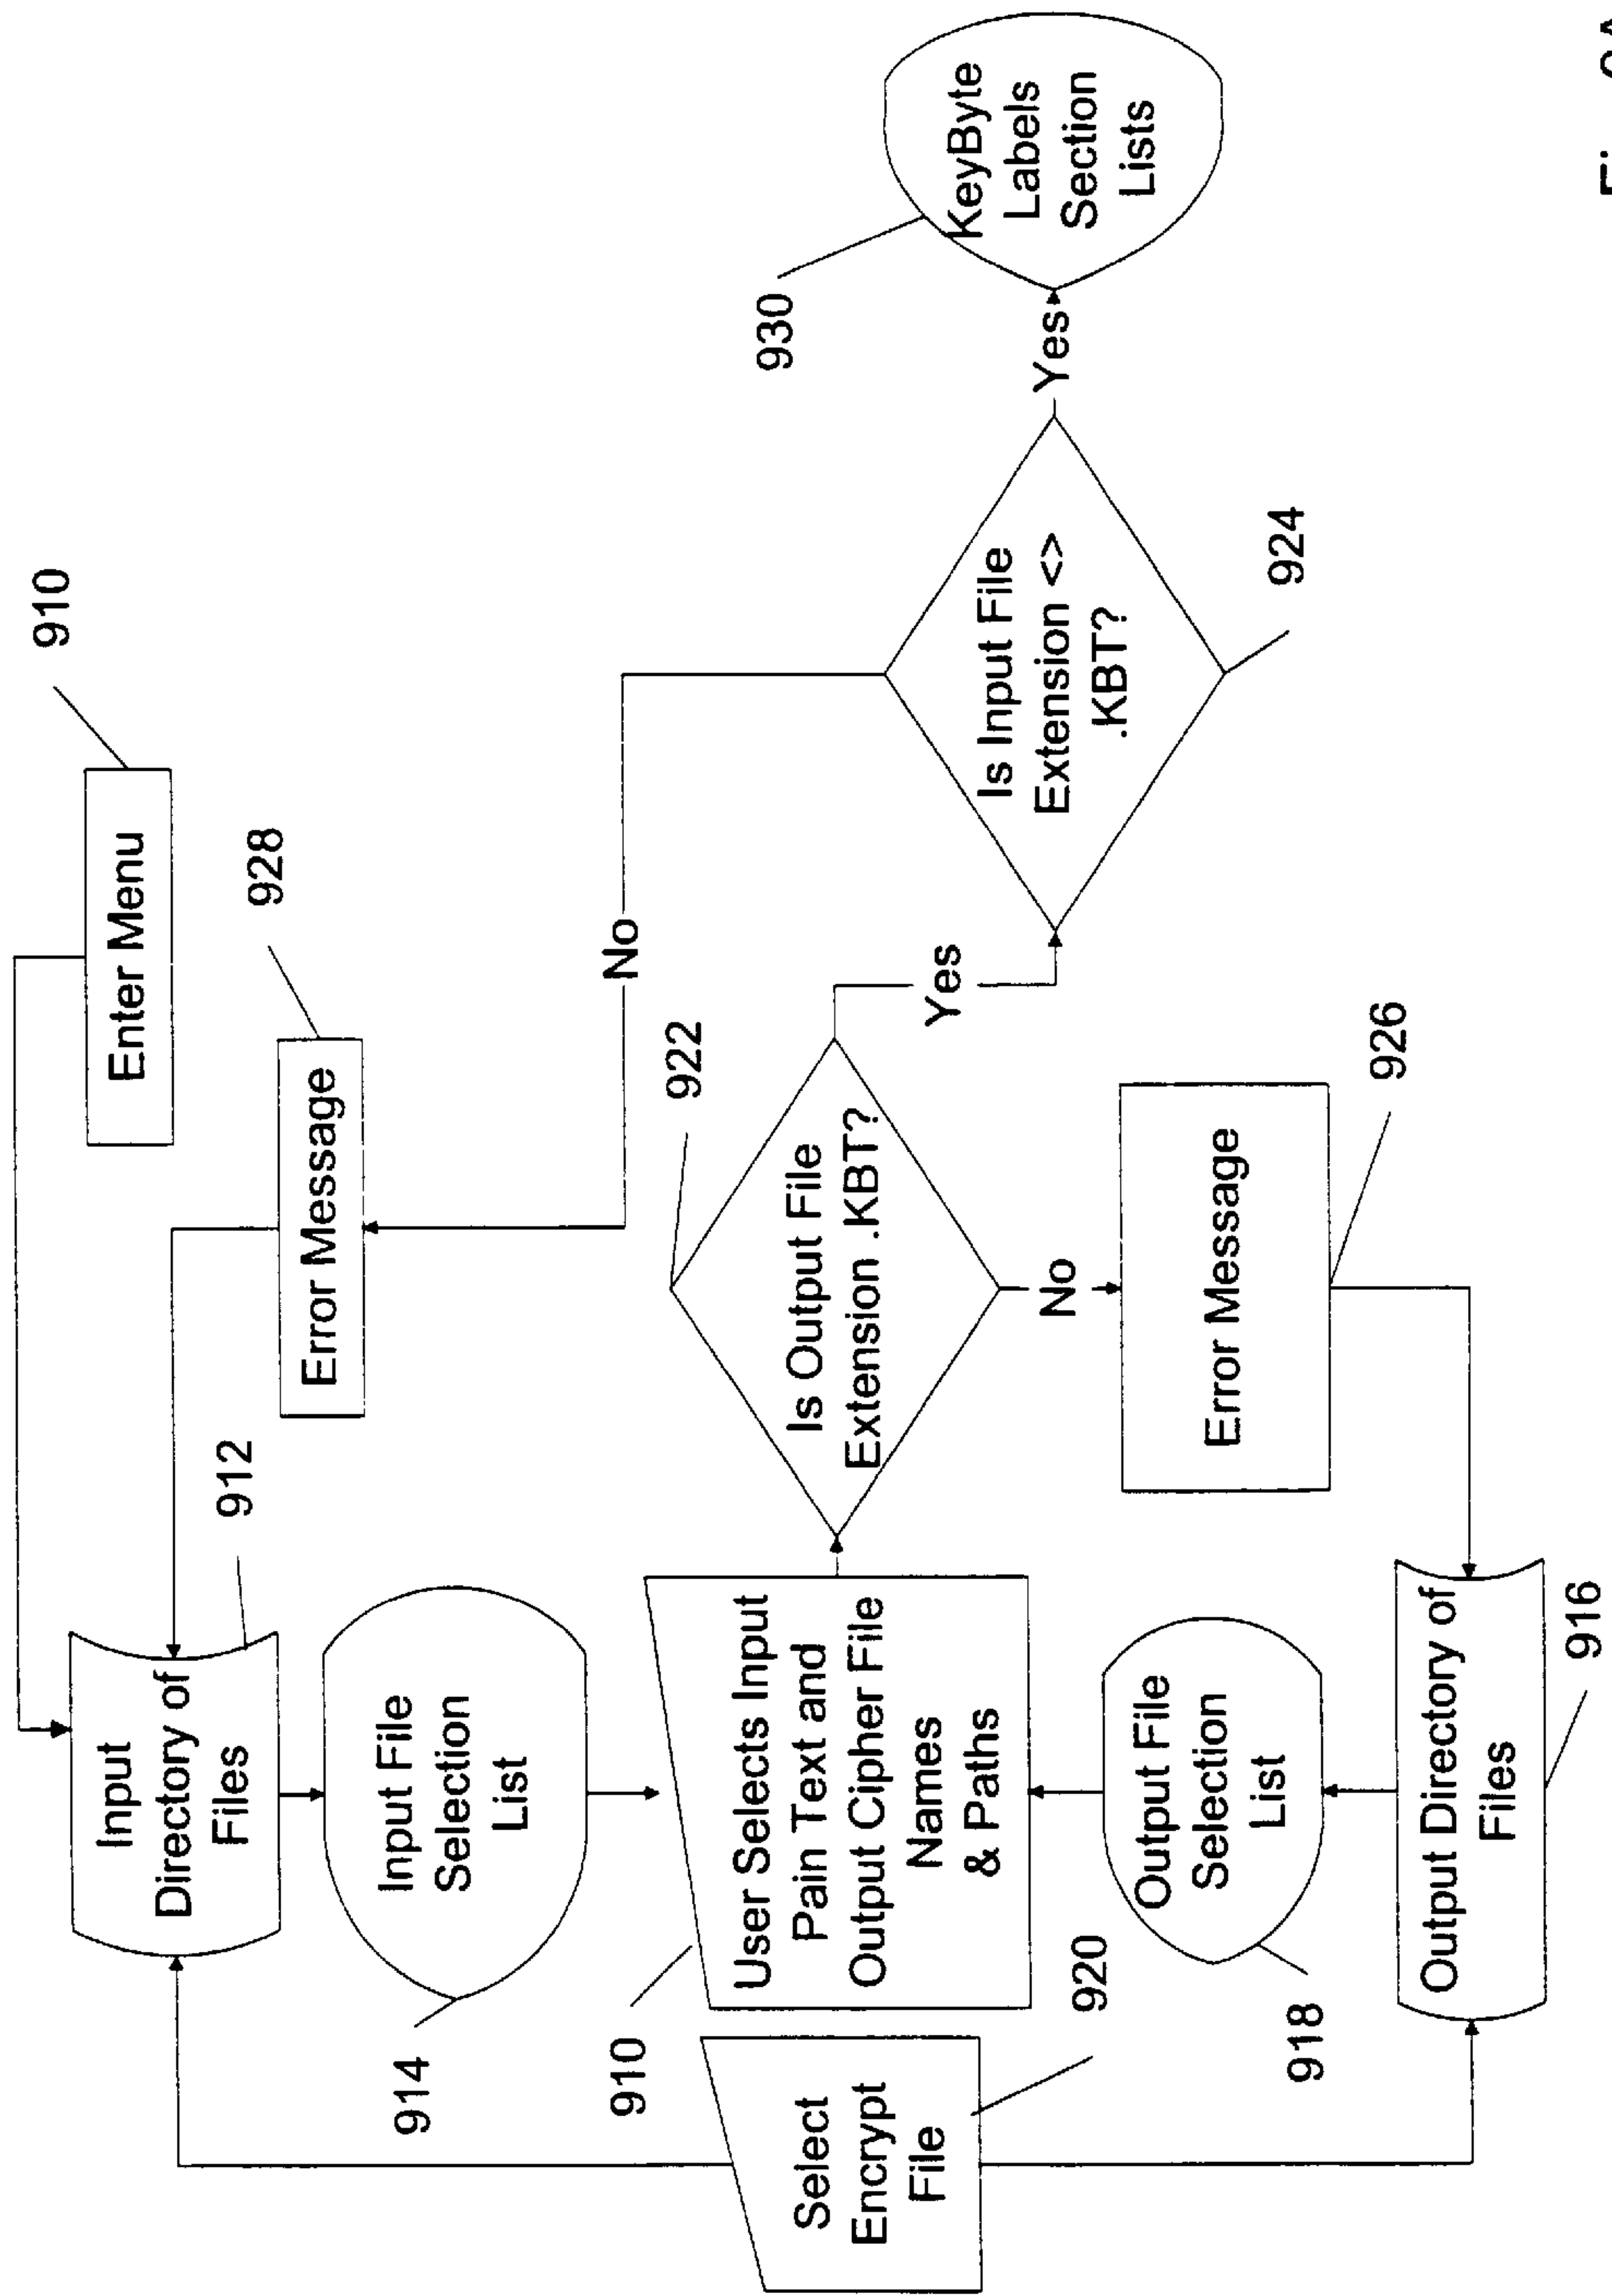 Enter Menu
910
Error Message
928
Input
Directory of
Files
912
Input File
Selection
List
914
No
Select
Encrypt
File
920
User Selects Input
Pain Text and
Output Cipher File
Names
& Paths
910
Is Output File
Extension .KBT?
922
Yes
Is Input File
Extension <>
.KBT?
924
Yes
KeyByte
Labels
Section
Lists
930
No
Error Message
926
Output File
Selection
List
918
Output Directory of
Files
916